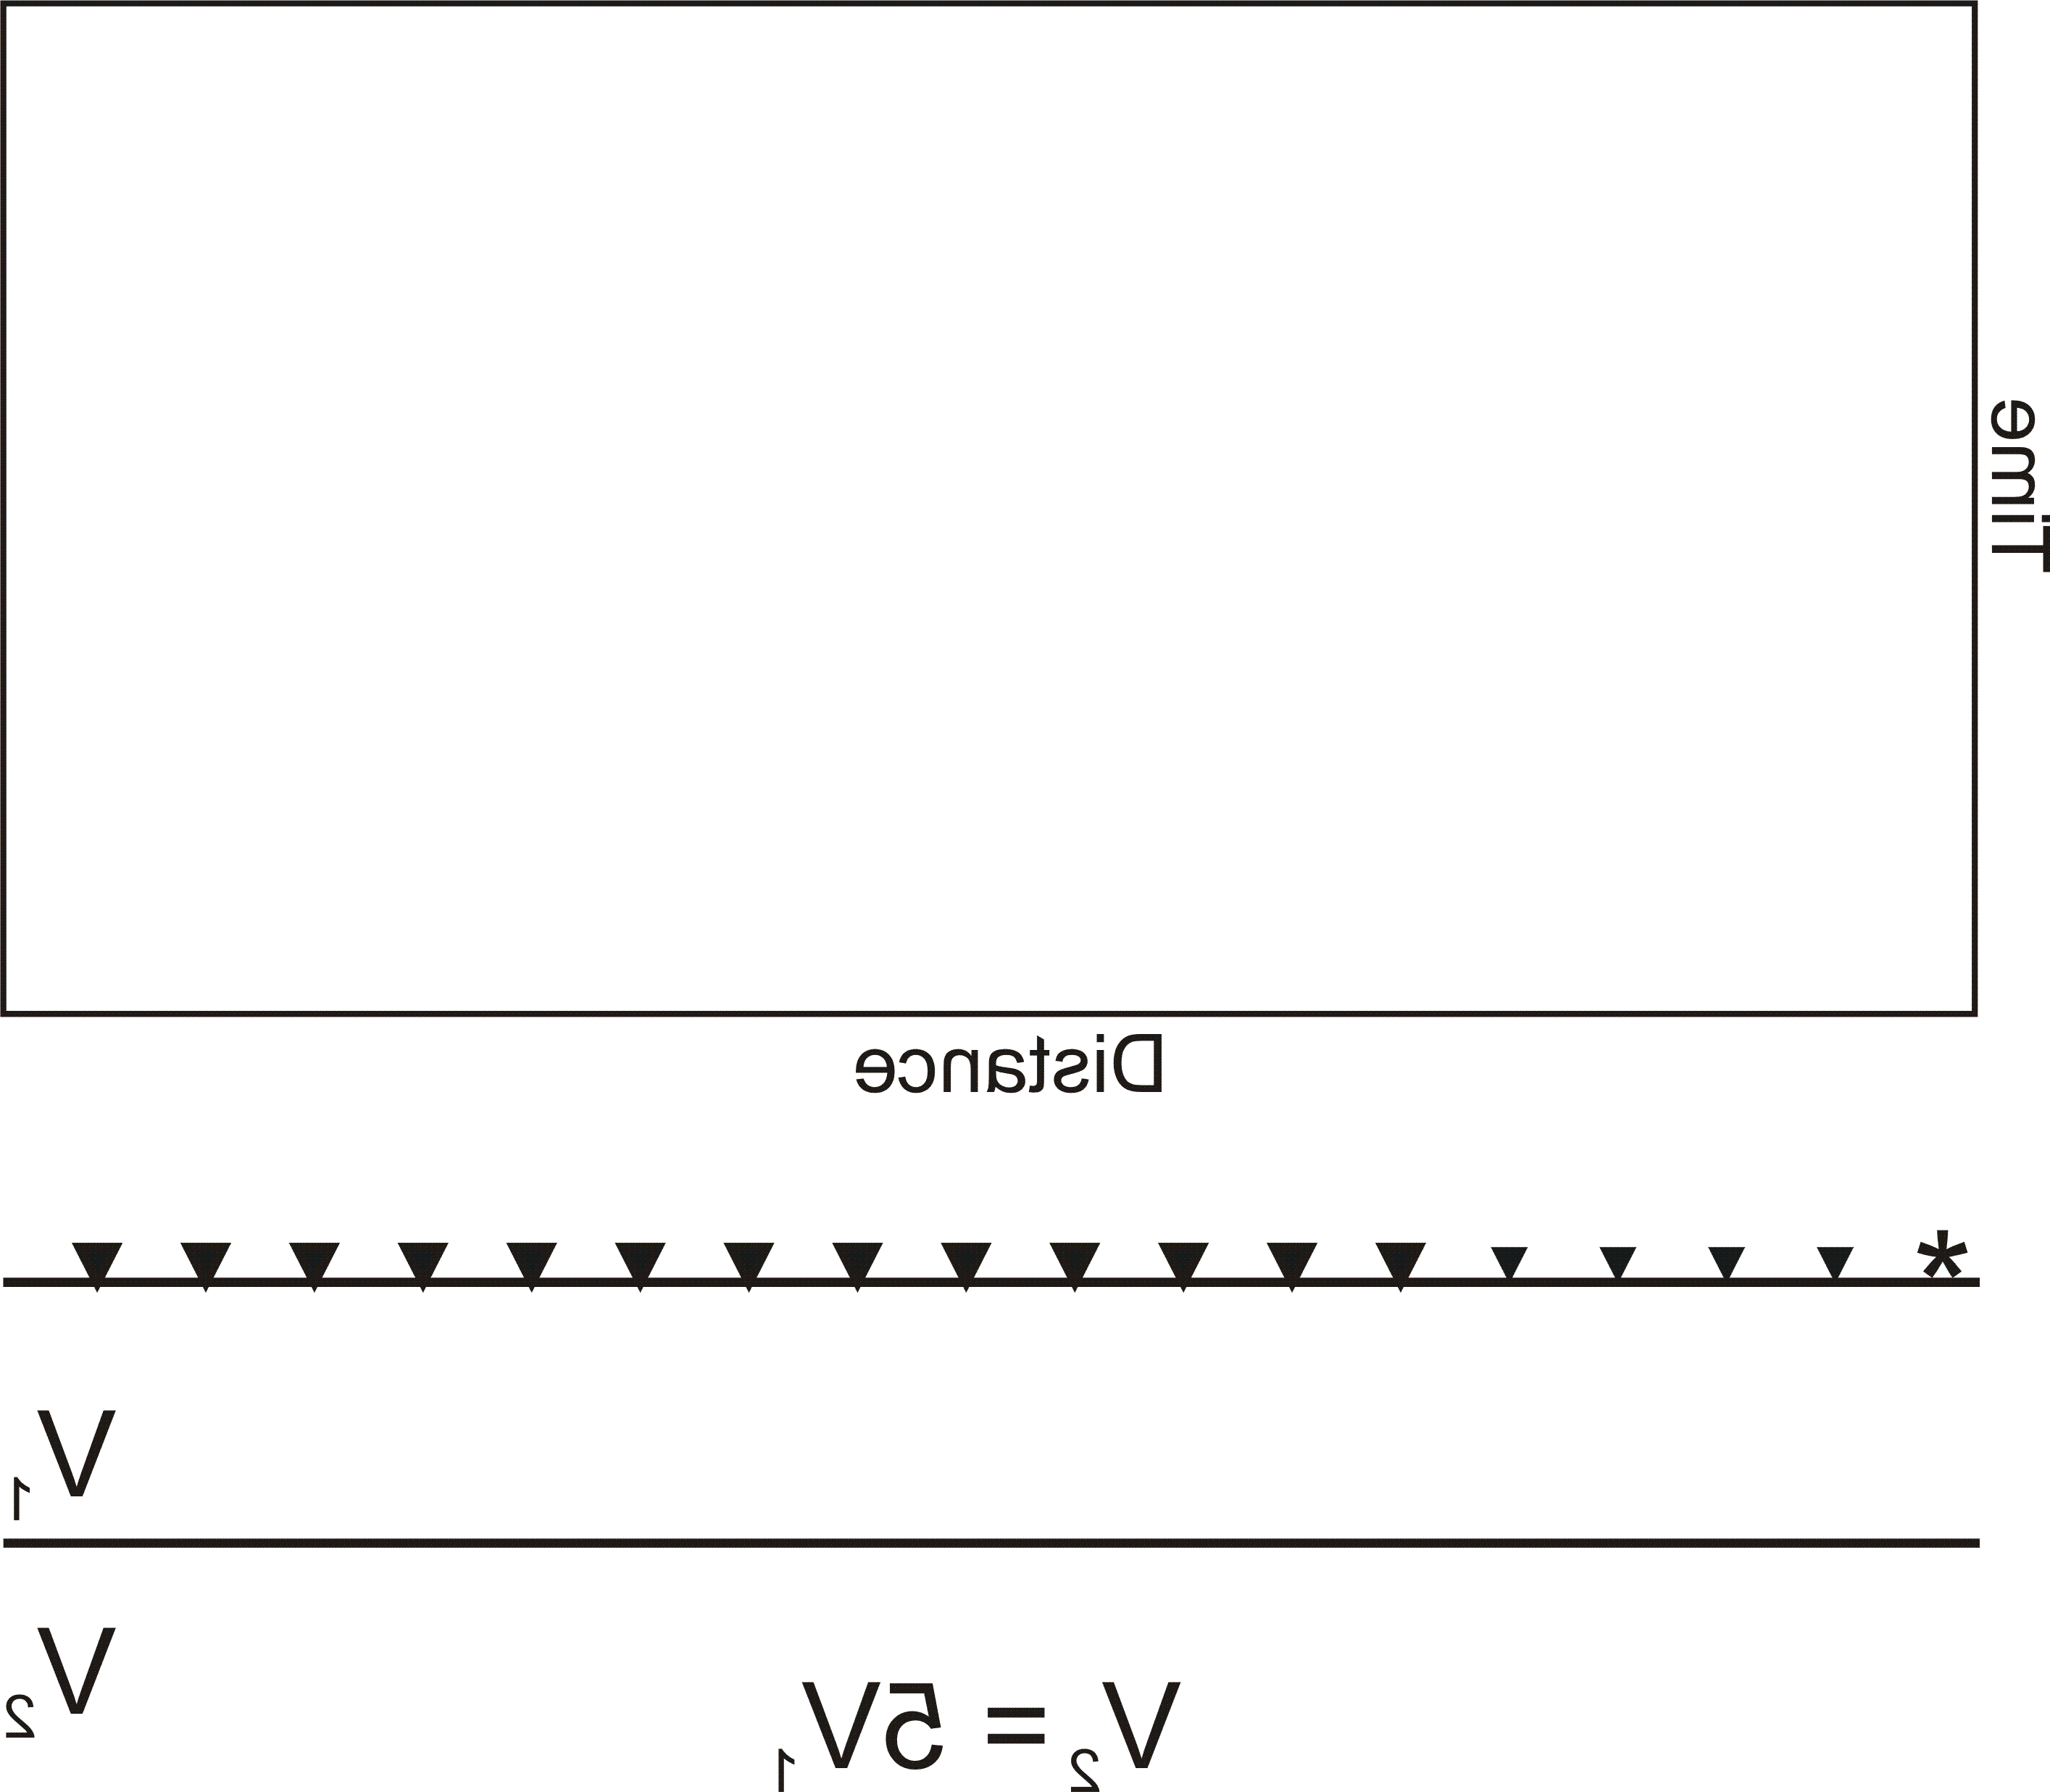 Time
Distance
*
V1
V2
V2 = 5V1